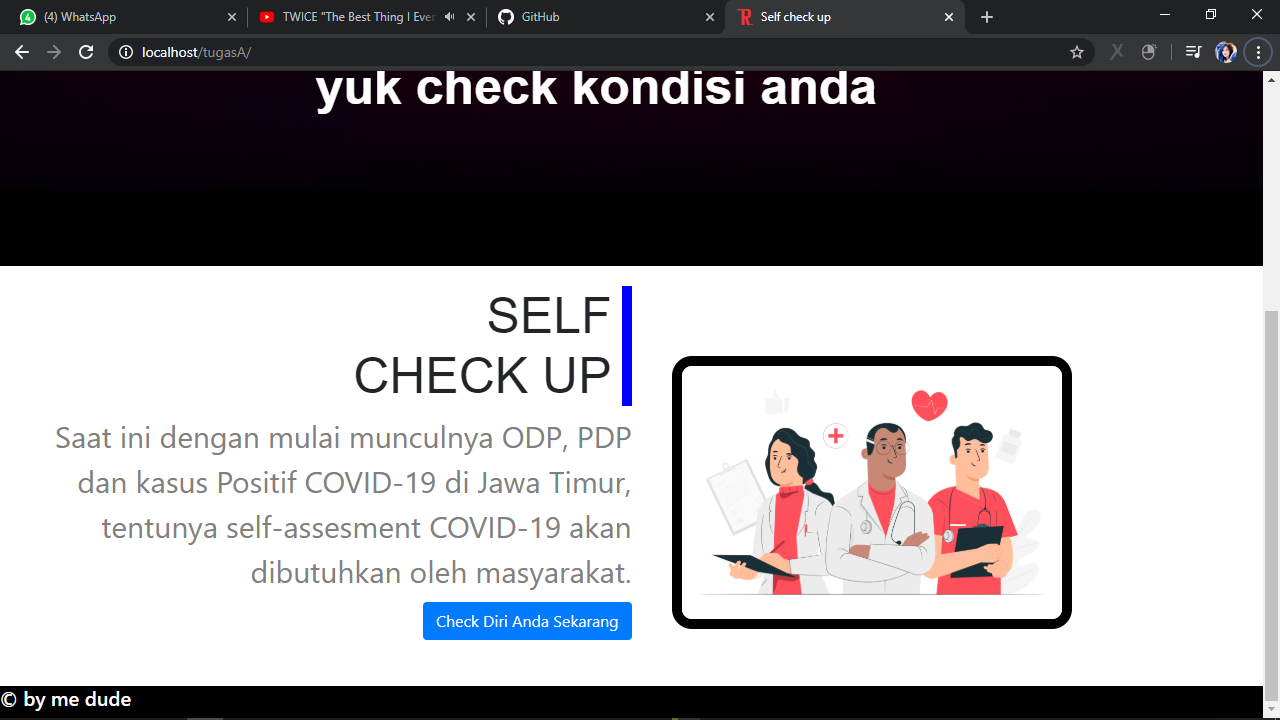 (4) WhatsApp
TWICE "The Best Thing I Ever
GitHub
Self check up
localhost/tugasA/
yuk check kondisi anda
SELF
CHECK UP
Saat ini dengan mulai munculnya ODP, PDP
dan kasus Positif COVID-19 di Jawa Timur,
tentunya self-assesment COVID-19 akan
dibutuhkan oleh masyarakat.
Check Diri Anda Sekarang
© by me dude